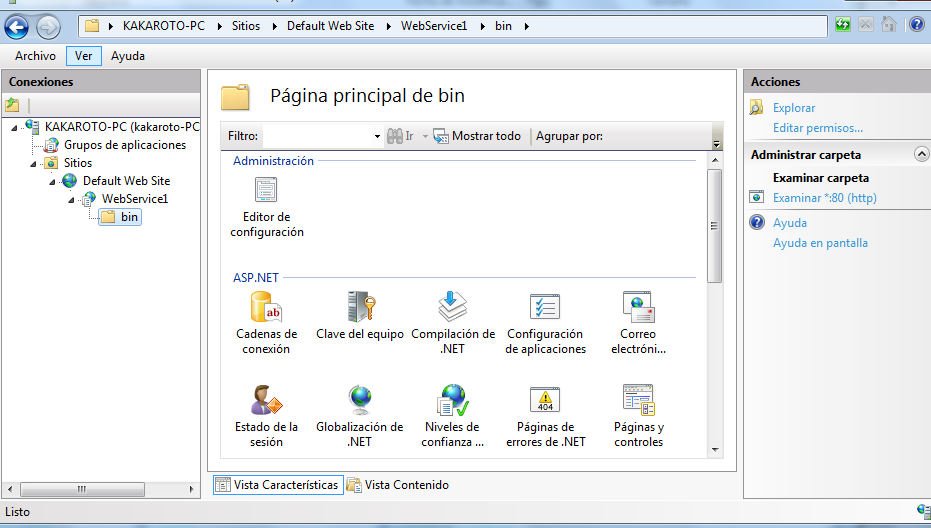 KAKAROTO-PC Sitios Default Web Site WebService1 bin
Archivo Ver Ayuda
Conexiones
KAKAROTO-PC (kakaroto-PC
Grupos de aplicaciones
Sitios
Default Web Site
WebService1
bin
Página principal de bin
Filtro: Ir Mostrar todo Agrupar por:
Administración
Editor de
configuración
ASP.NET
Cadenas de
conexión
Clave del equipo
Compilación de
.NET
Configuración
de aplicaciones
Correo
electróni...
Estado de la
sesión
Globalización de
.NET
Niveles de
confianza ...
Páginas de
errores de .NET
Páginas y
controles
Vista Características Vista Contenido
Acciones
Explorar
Editar permisos...
Administrar carpeta
Examinar carpeta
Examinar *:80 (http)
Ayuda
Ayuda en pantalla
Listo